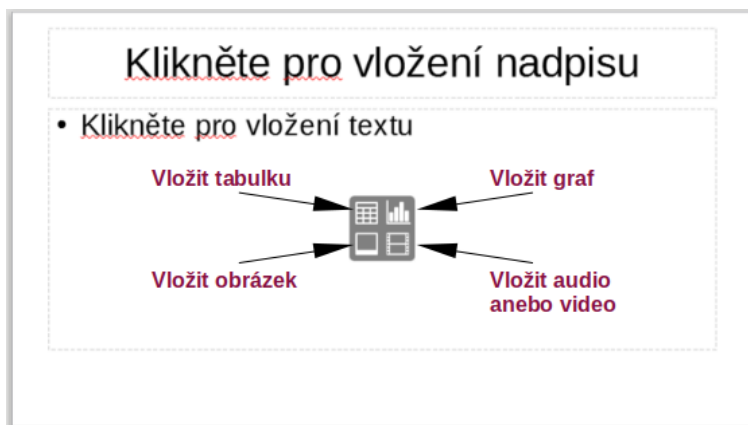 Klikněte pro vložení nadpisu
• Klikněte pro vložení textu
Vložit tabulku
Vložit graf
Vložit obrázek
Vložit audio
anebo video